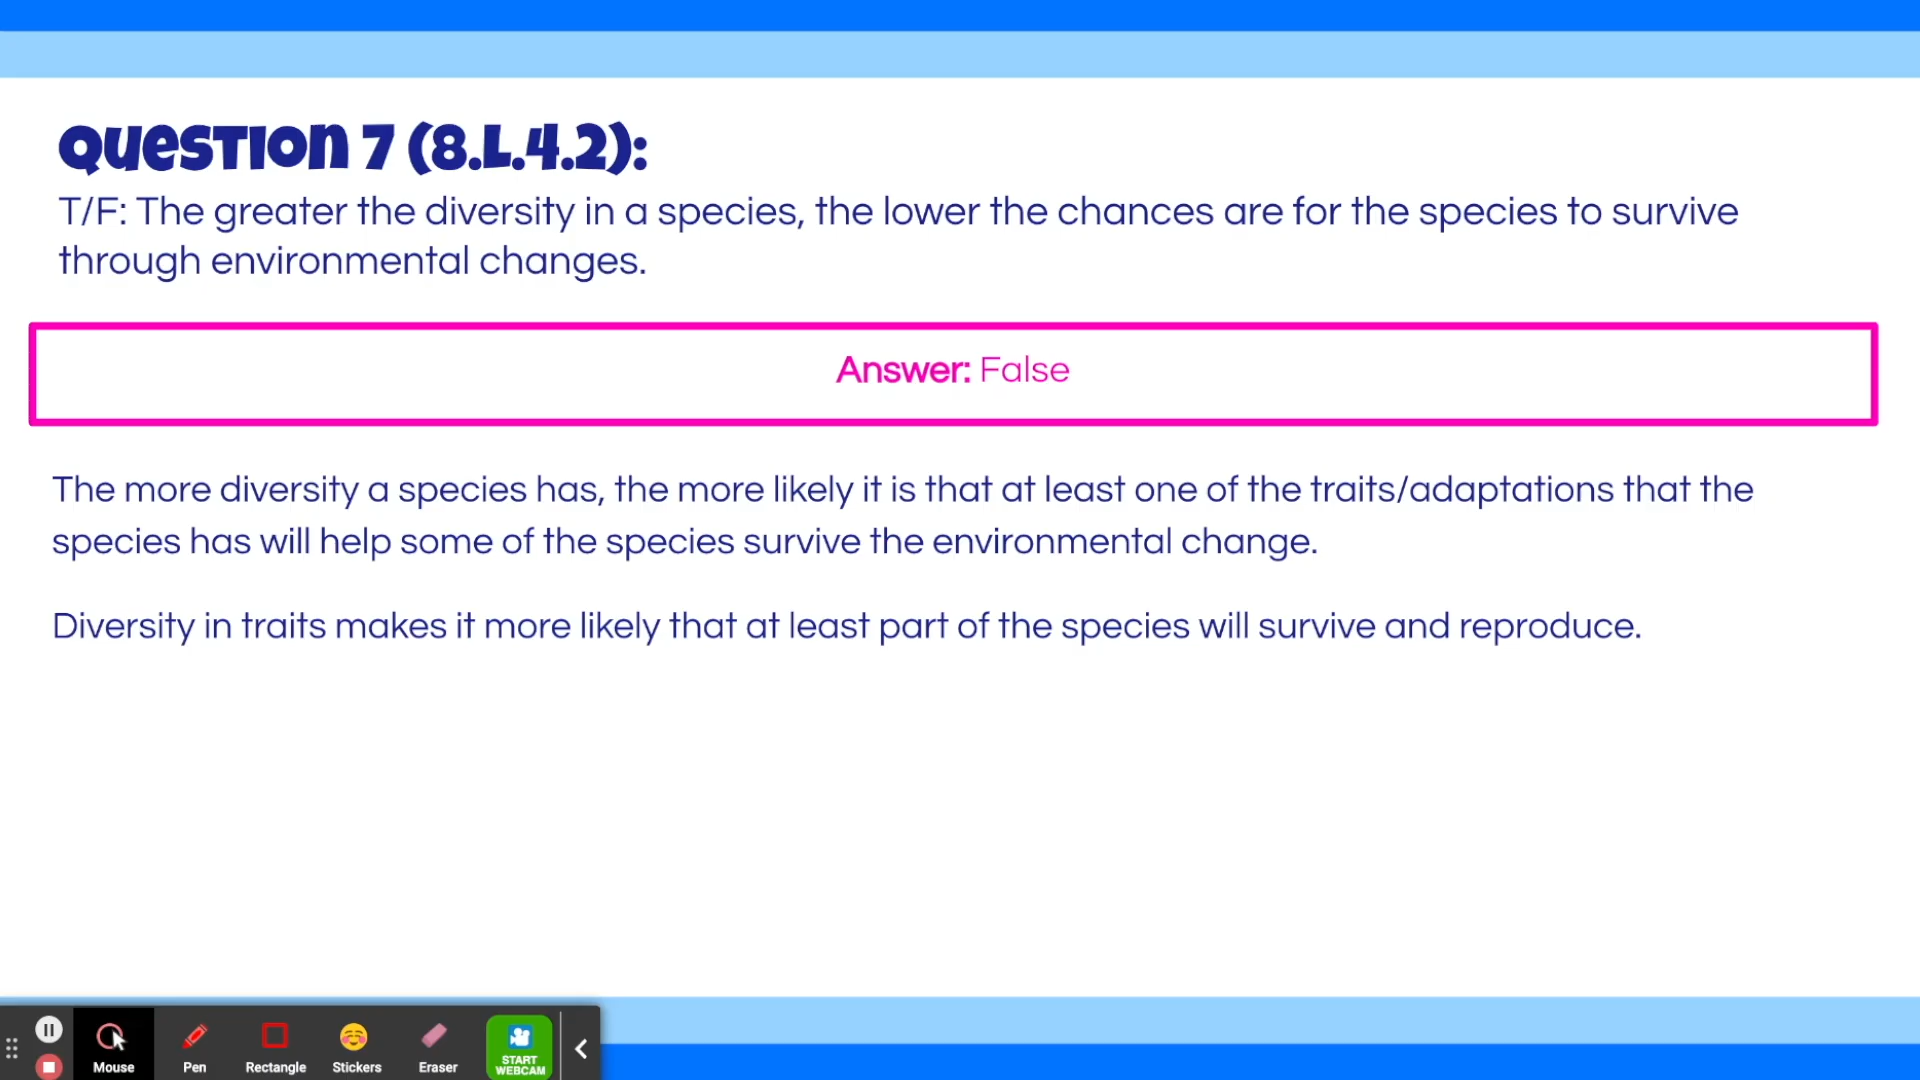 Question 7 (8.L.4.2):
T/F: The greater the diversity in a species, the lower the chances are for the species to survive
through environmental changes.
Answer: False
The more diversity a species has, the more likely it is that at least one of the traits/adaptations that the
species has will help some of the species survive the environmental change.
Diversity in traits makes it more likely that at least part of the species will survive and reproduce.
Mouse
Pen
Rectangle
Stickers
Eraser
START
WEBCAM